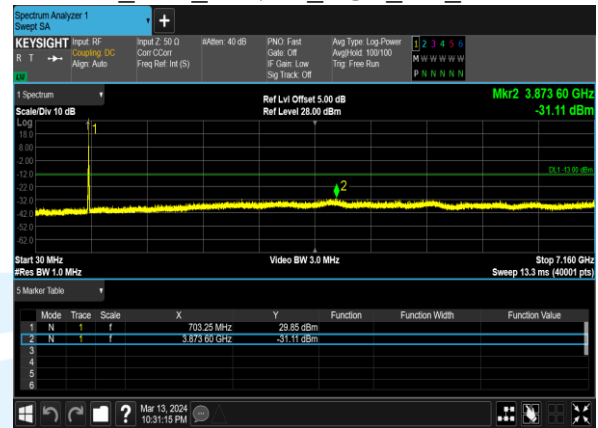 Spectrum Analyzer 1
Swept SA
+
KEYSIGHT Input: RF Input Z: 50 Ω #Atten: 40 dB PNO: Fast Avg Type: Log-Power 1 2 3 4 5 6
R T Coupling: DC Corr CCorr Gate: Off Avg|Hold: 100/100 M W W W W W
Align: Auto Freq Ref: Int (S) IF Gain: Low Trig: Free Run P N N N N N
Sig Track: Off
LV
1 Spectrum Ref Lvl Offset 5.00 dB Mkr2 3.873 60 GHz
Scale/Div 10 dB Ref Level 28.00 dBm -31.11 dBm
Log
1
18.0
8.00
-2.00
-12.0 DL1 -13.00 dBm
-22.0 2
-32.0
-42.0
-52.0
-62.0
Start 30 MHz Video BW 3.0 MHz Stop 7.160 GHz
#Res BW 1.0 MHz Sweep 13.3 ms (40001 pts)
5 Marker Table
Mode Trace Scale X Y Function Function Width Function Value
1 N 1 f 703.25 MHz 29.85 dBm
2 N 1 f 3.873 60 GHz -31.11 dBm
3
4
5
6
? Mar 13, 2024
10:31:15 PM